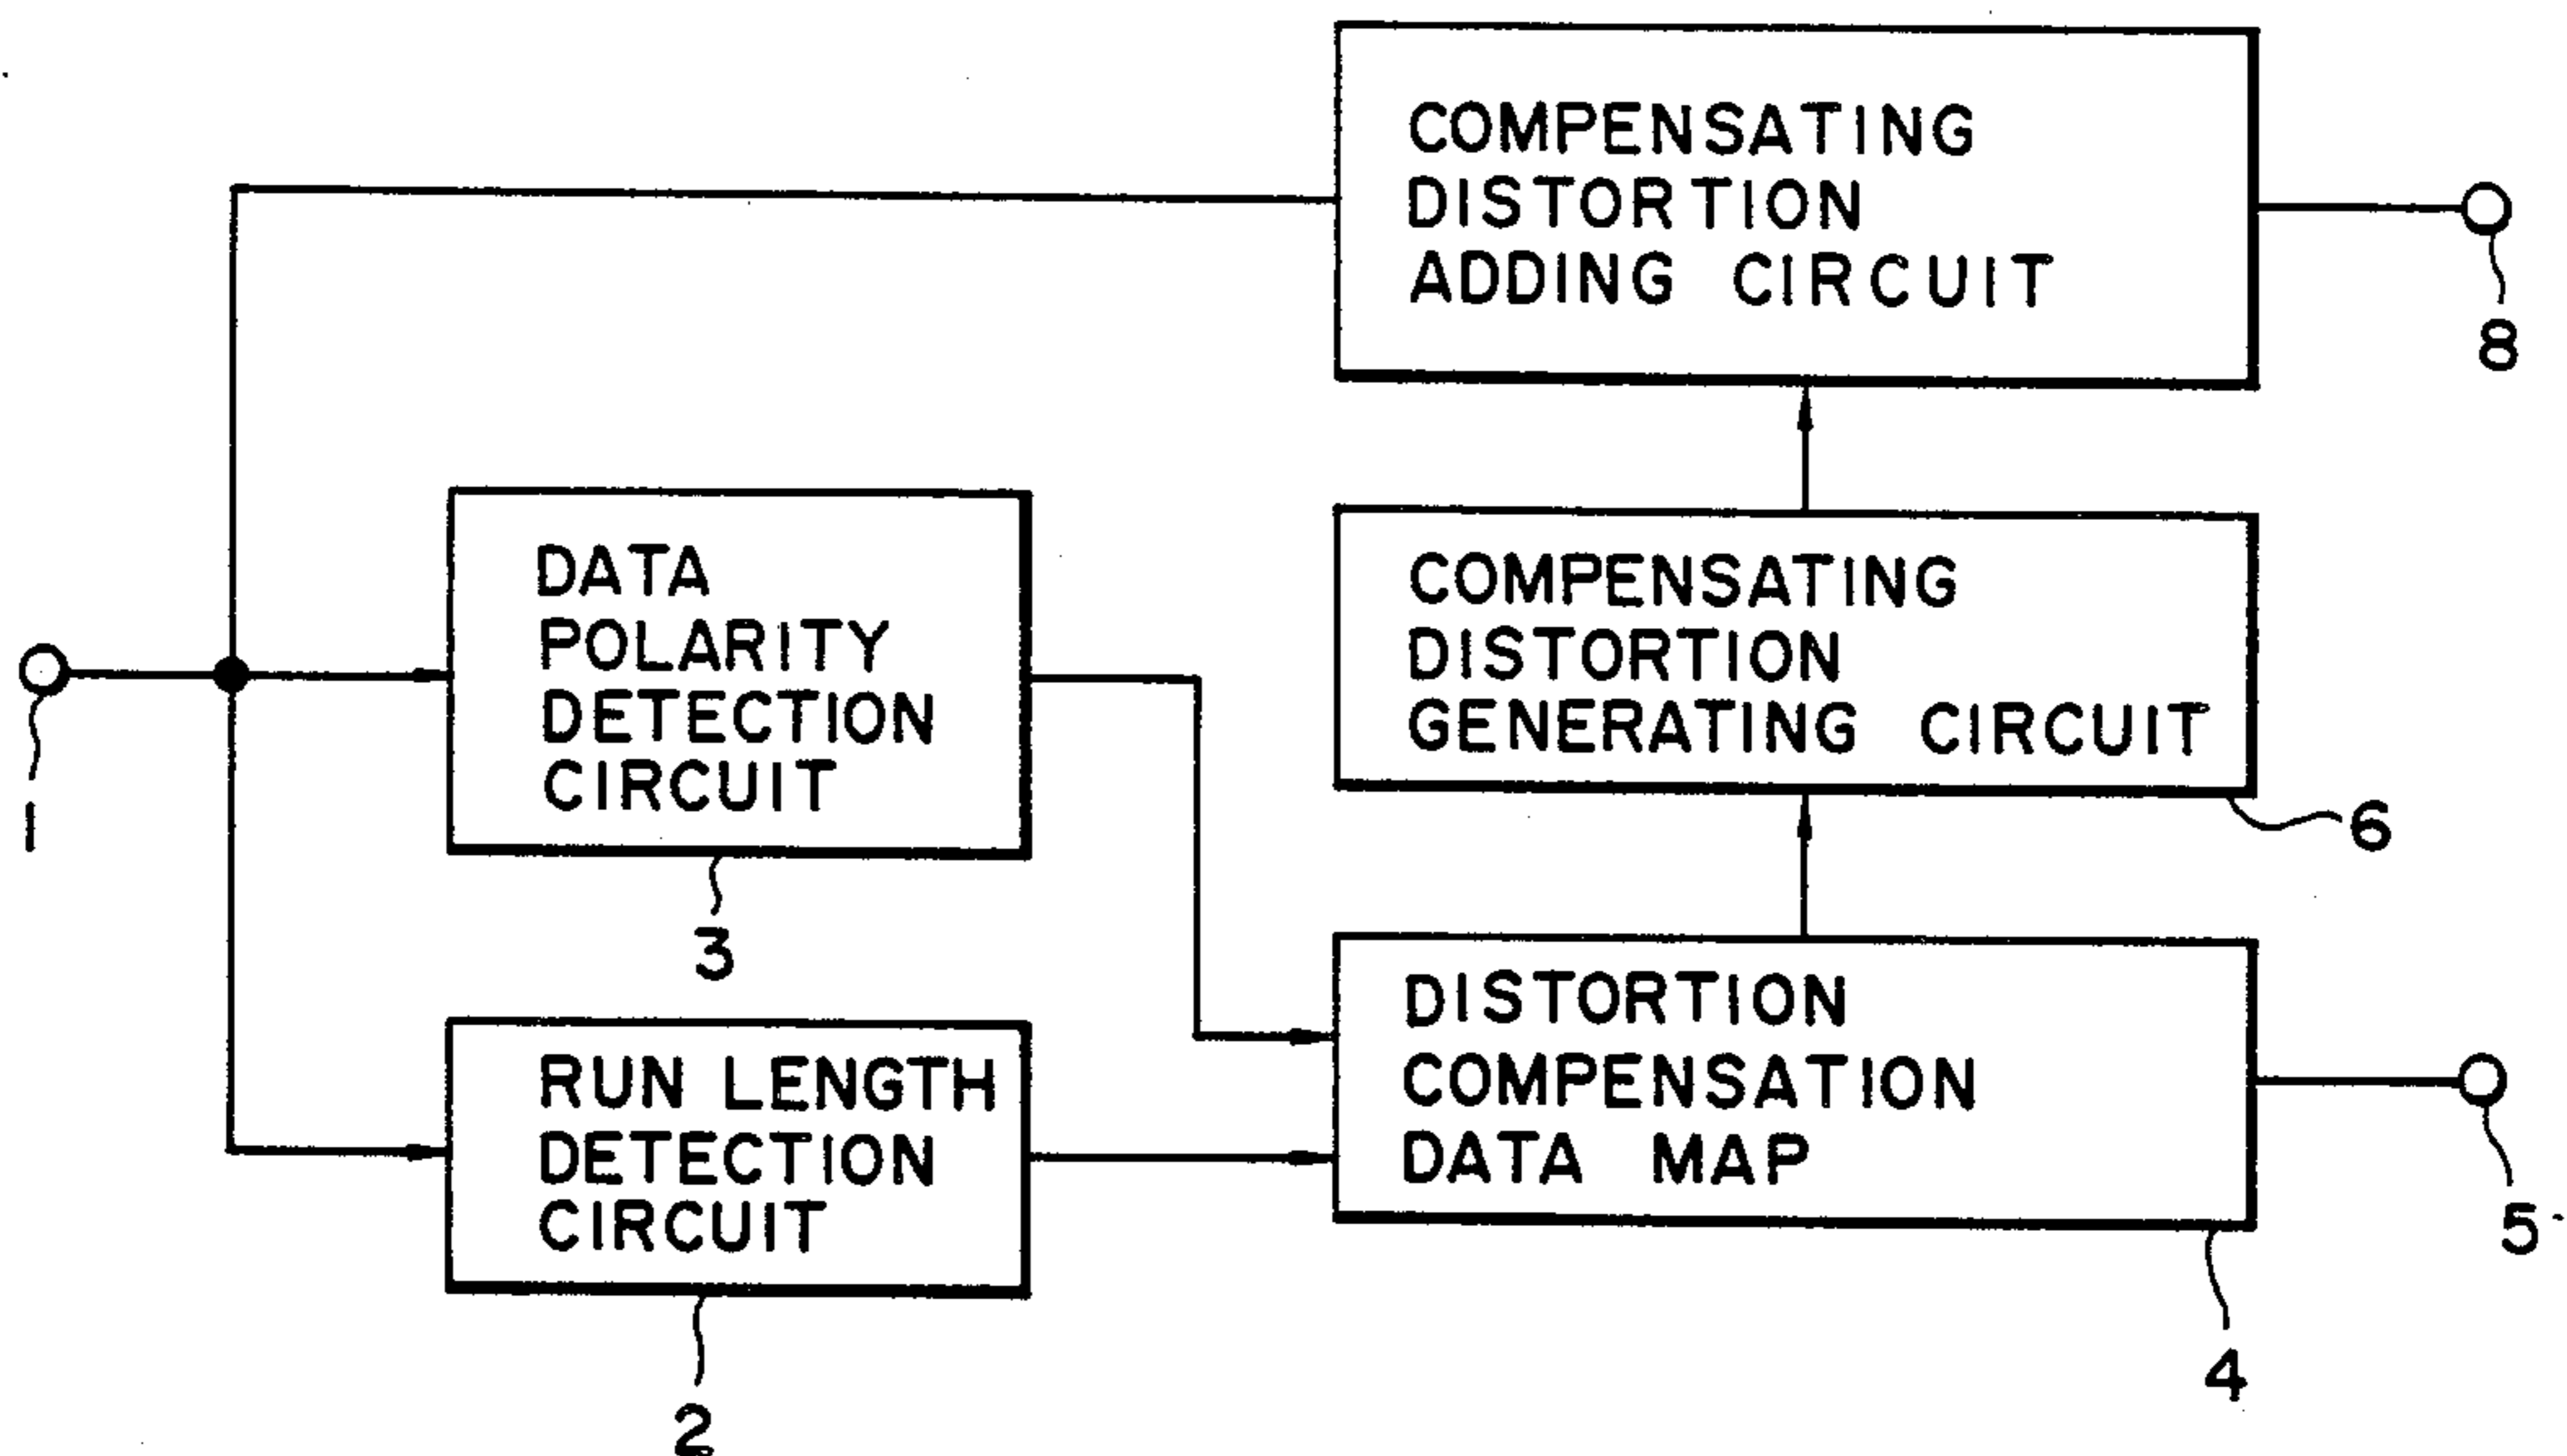 COMPENSATING
DISTORTION
ADDING CIRCUIT
8
DATA
POLARITY
DETECTION
CIRCUIT
3
1
COMPENSATING
DISTORTION
GENERATING CIRCUIT
6
RUN LENGTH
DETECTION
CIRCUIT
2
DISTORTION
COMPENSATION
DATA MAP
5
4